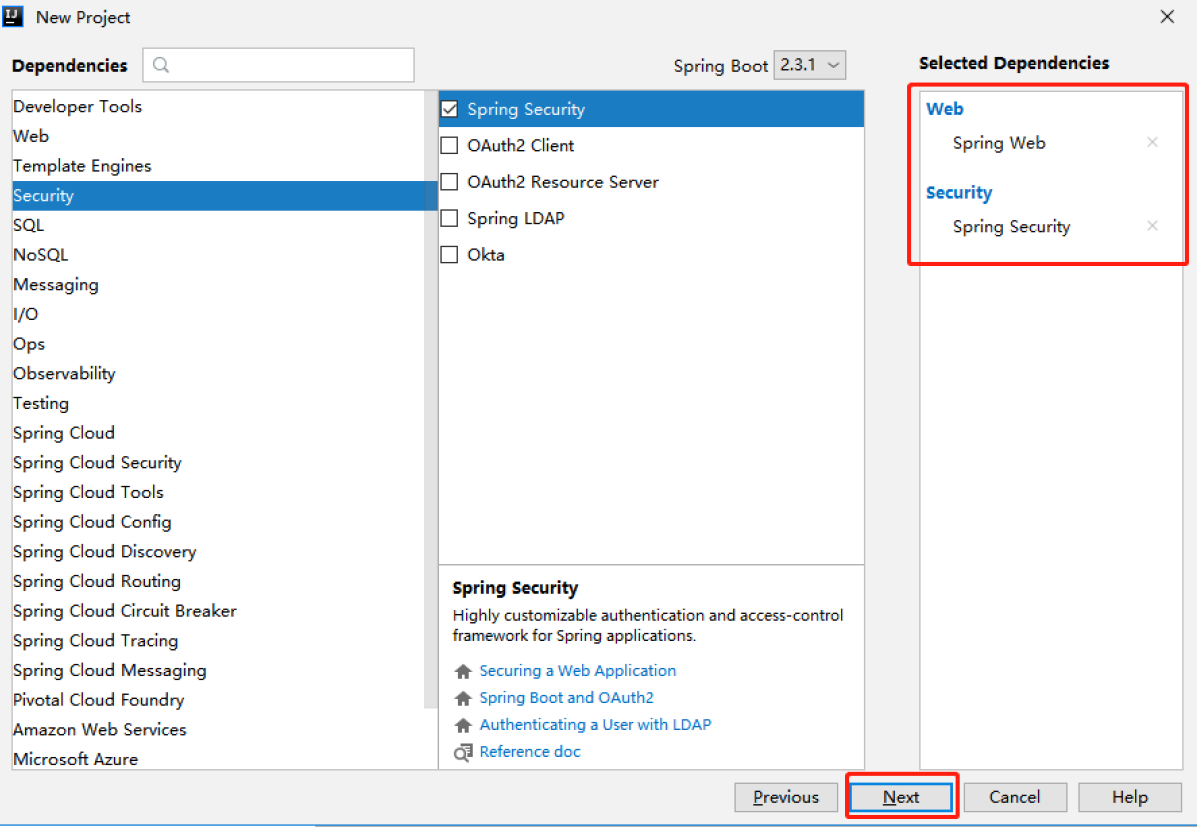 New Project
Dependencies
Spring Boot 2.3.1
Selected Dependencies
Developer Tools
Web
Template Engines
Security
SQL
NoSQL
Messaging
I/O
Ops
Observability
Testing
Spring Cloud
Spring Cloud Security
Spring Cloud Tools
Spring Cloud Config
Spring Cloud Discovery
Spring Cloud Routing
Spring Cloud Circuit Breaker
Spring Cloud Tracing
Spring Cloud Messaging
Pivotal Cloud Foundry
Amazon Web Services
Microsoft Azure
Spring Security
OAuth2 Client
OAuth2 Resource Server
Spring LDAP
Okta
Spring Security
Highly customizable authentication and access-control
framework for Spring applications.
Securing a Web Application
Spring Boot and OAuth2
Authenticating a User with LDAP
Reference doc
Web
Spring Web
Security
Spring Security
Previous
Next
Cancel
Help